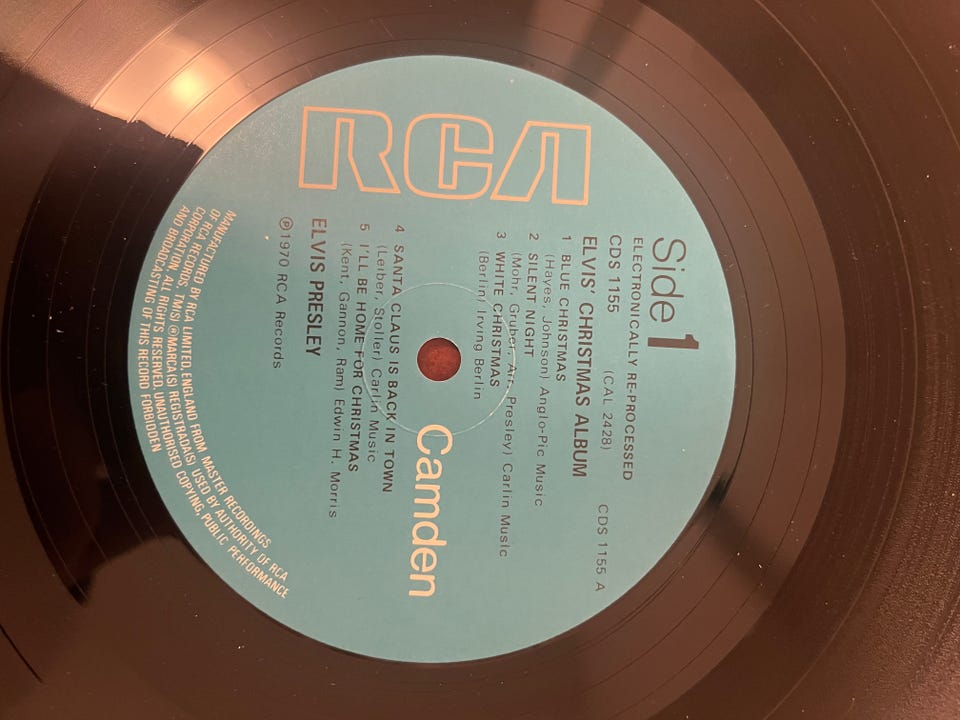 Side 1
ELECTRONICALLY RE-PROCESSED
CDS 1155 (CAL 2428) CDS 1155 A
ELVIS' CHRISTMAS ALBUM
1 BLUE CHRISTMAS
(Hayes, Johnson) Anglo-Pic Music
2 SILENT NIGHT
(Mohr, Gruber Arr. Presley) Carlin Music
3 WHITE CHRISTMAS
(Berlin) Irving Berlin
RCA Camden
4 SANTA CLAUS IS BACK IN TOWN
(Leiber, Stoller) Carlin Music
5 I'LL BE HOME FOR CHRISTMAS
(Kent, Gannon, Ram) Edwin H. Morris
ELVIS PRESLEY
Ⓟ1970 RCA Records
MANUFACTURED BY RCA LIMITED, ENGLAND FROM MASTER RECORDINGS
OF RCA RECORDS, TM(S) ®MARCA(S) REGISTRADA(S) USED BY AUTHORITY OF RCA
CORPORATION. ALL RIGHTS RESERVED. UNAUTHORISED COPYING, PUBLIC PERFORMANCE
AND BROADCASTING OF THIS RECORD FORBIDDEN